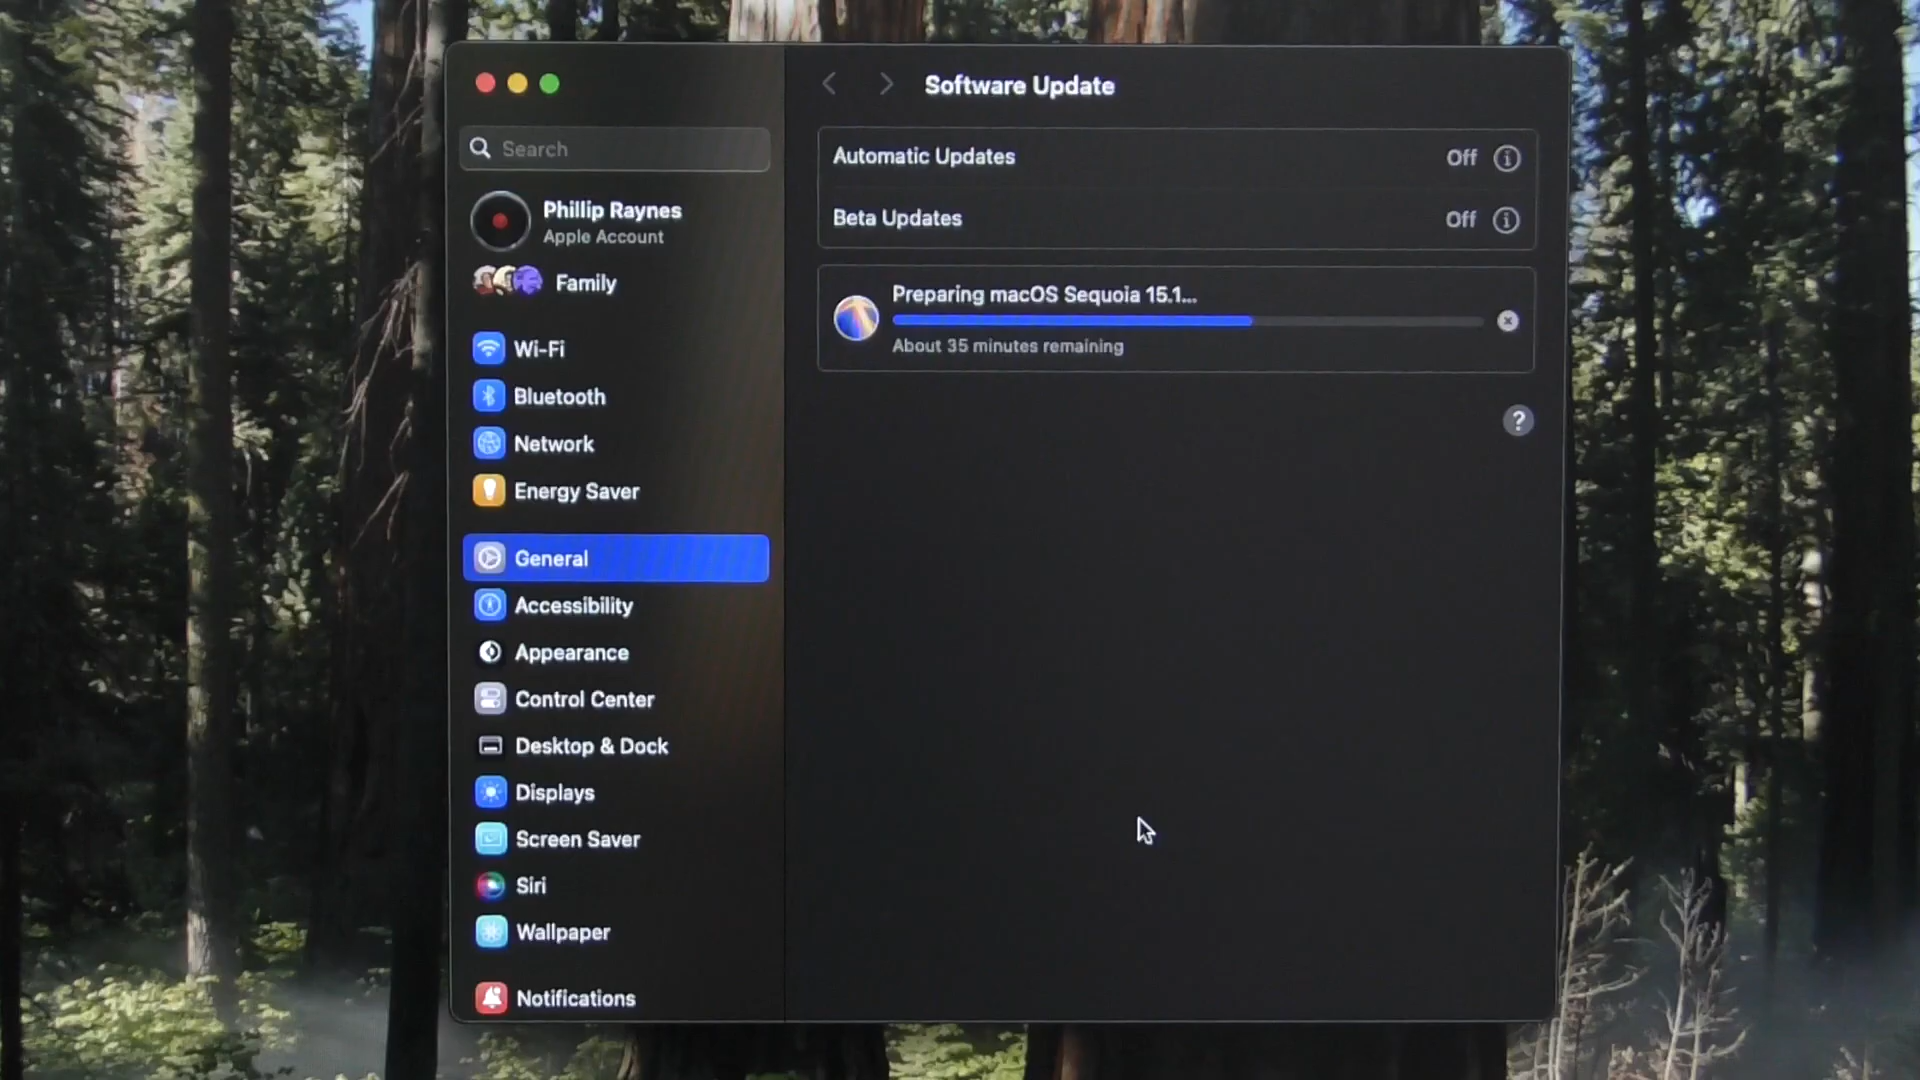 Software Update
Search
Automatic Updates Off
Phillip Raynes
Apple Account
Beta Updates Off
Family
Preparing macOS Sequoia 15.1...
About 35 minutes remaining
Wi-Fi
Bluetooth
Network
?
Energy Saver
General
Accessibility
Appearance
Control Center
Desktop & Dock
Displays
Screen Saver
Siri
Wallpaper
Notifications